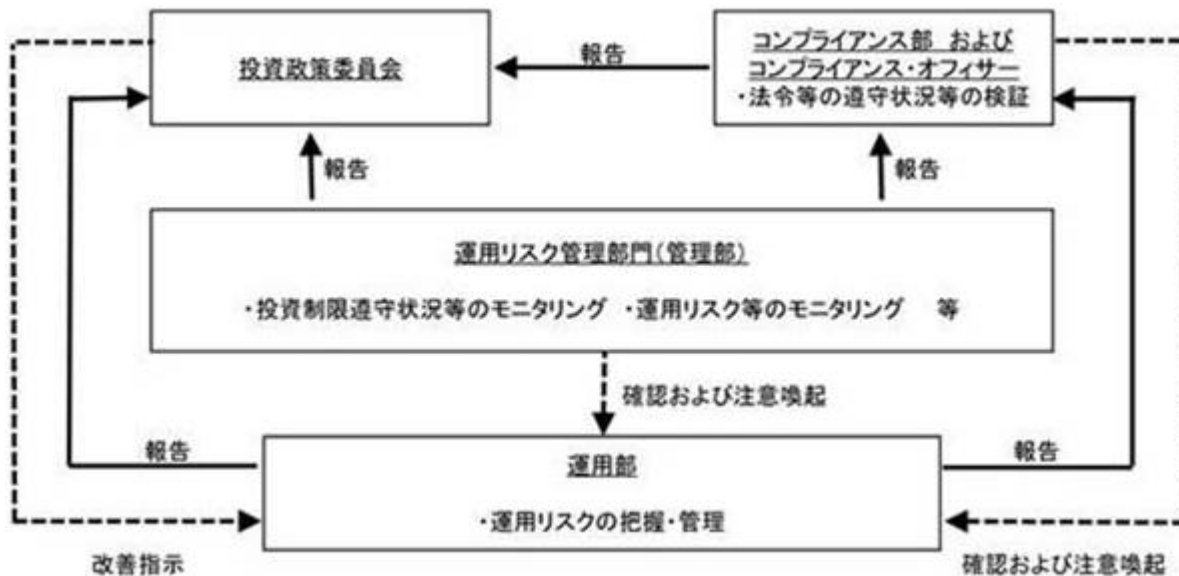 投資政策委員会
報告
コンプライアンス部 および
コンプライアンス・オフィサー
・法令等の遵守状況等の検証
報告
報告
運用リスク管理部門(管理部)
・投資制限遵守状況等のモニタリング ・運用リスク等のモニタリング 等
確認および注意喚起
報告
運用部
報告
・運用リスクの把握・管理
改善指示
確認および注意喚起